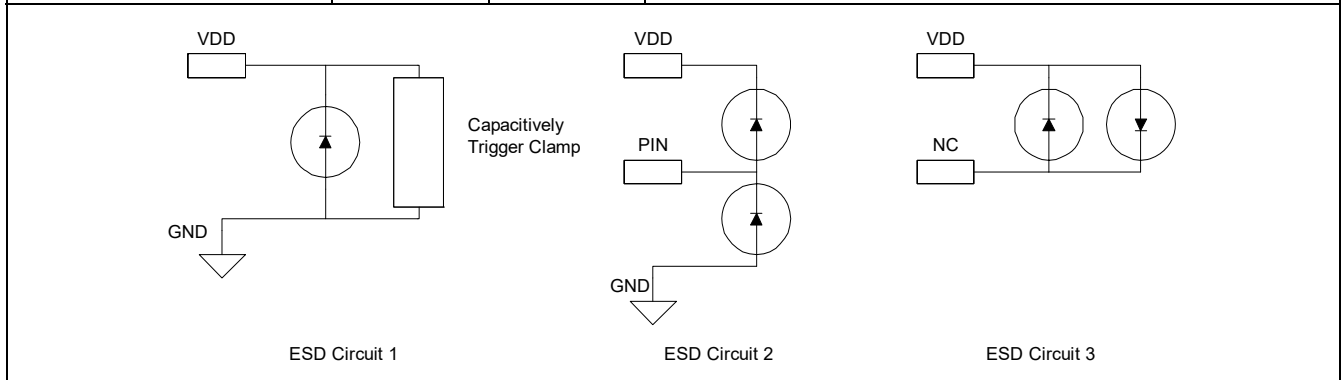 VDD
Capacitively
Trigger Clamp
GND
ESD Circuit 1
VDD
PIN
GND
ESD Circuit 2
VDD
NC
ESD Circuit 3